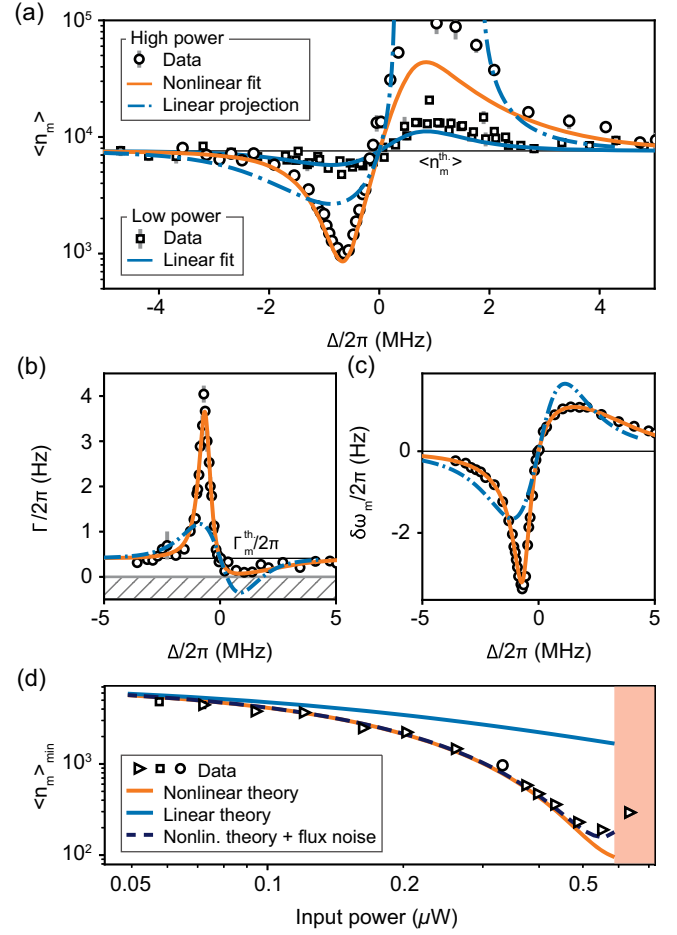 (a)
10^5
10^4
10^3
<n_m>
High power
Data
Nonlinear fit
Linear projection
<n_m^th.>
Low power
Data
Linear fit
-4 -2 0 2 4
Δ/2π (MHz)
(b)
4
3
2
1
0
Γ/2π (Hz)
Γ_m^th/2π
-5 0 5
Δ/2π (MHz)
(c)
0
-2
δω_m/2π (Hz)
-5 0 5
Δ/2π (MHz)
(d)
10^3
10^2
<n_m>_min
Data
Nonlinear theory
Linear theory
Nonlin. theory + flux noise
0.05 0.1 0.2 0.5
Input power (μW)